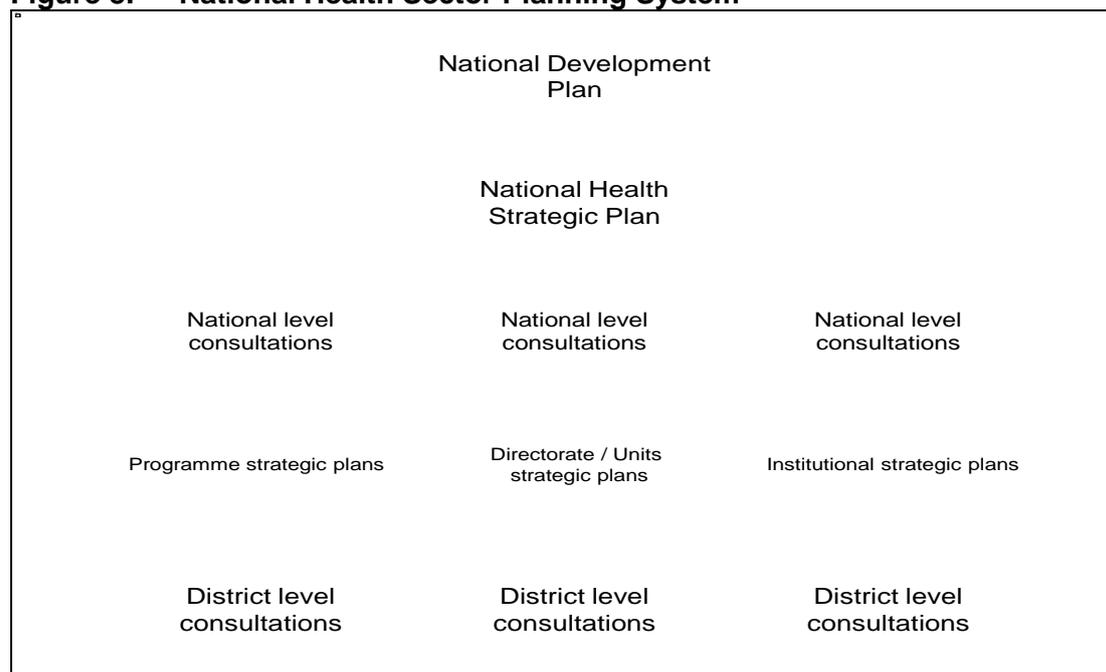 Figure 3. National Health Sector Planning System
National Development
Plan
National Health
Strategic Plan
National level
consultations
National level
consultations
National level
consultations
Programme strategic plans
Directorate / Units
strategic plans
Institutional strategic plans
District level
consultations
District level
consultations
District level
consultations